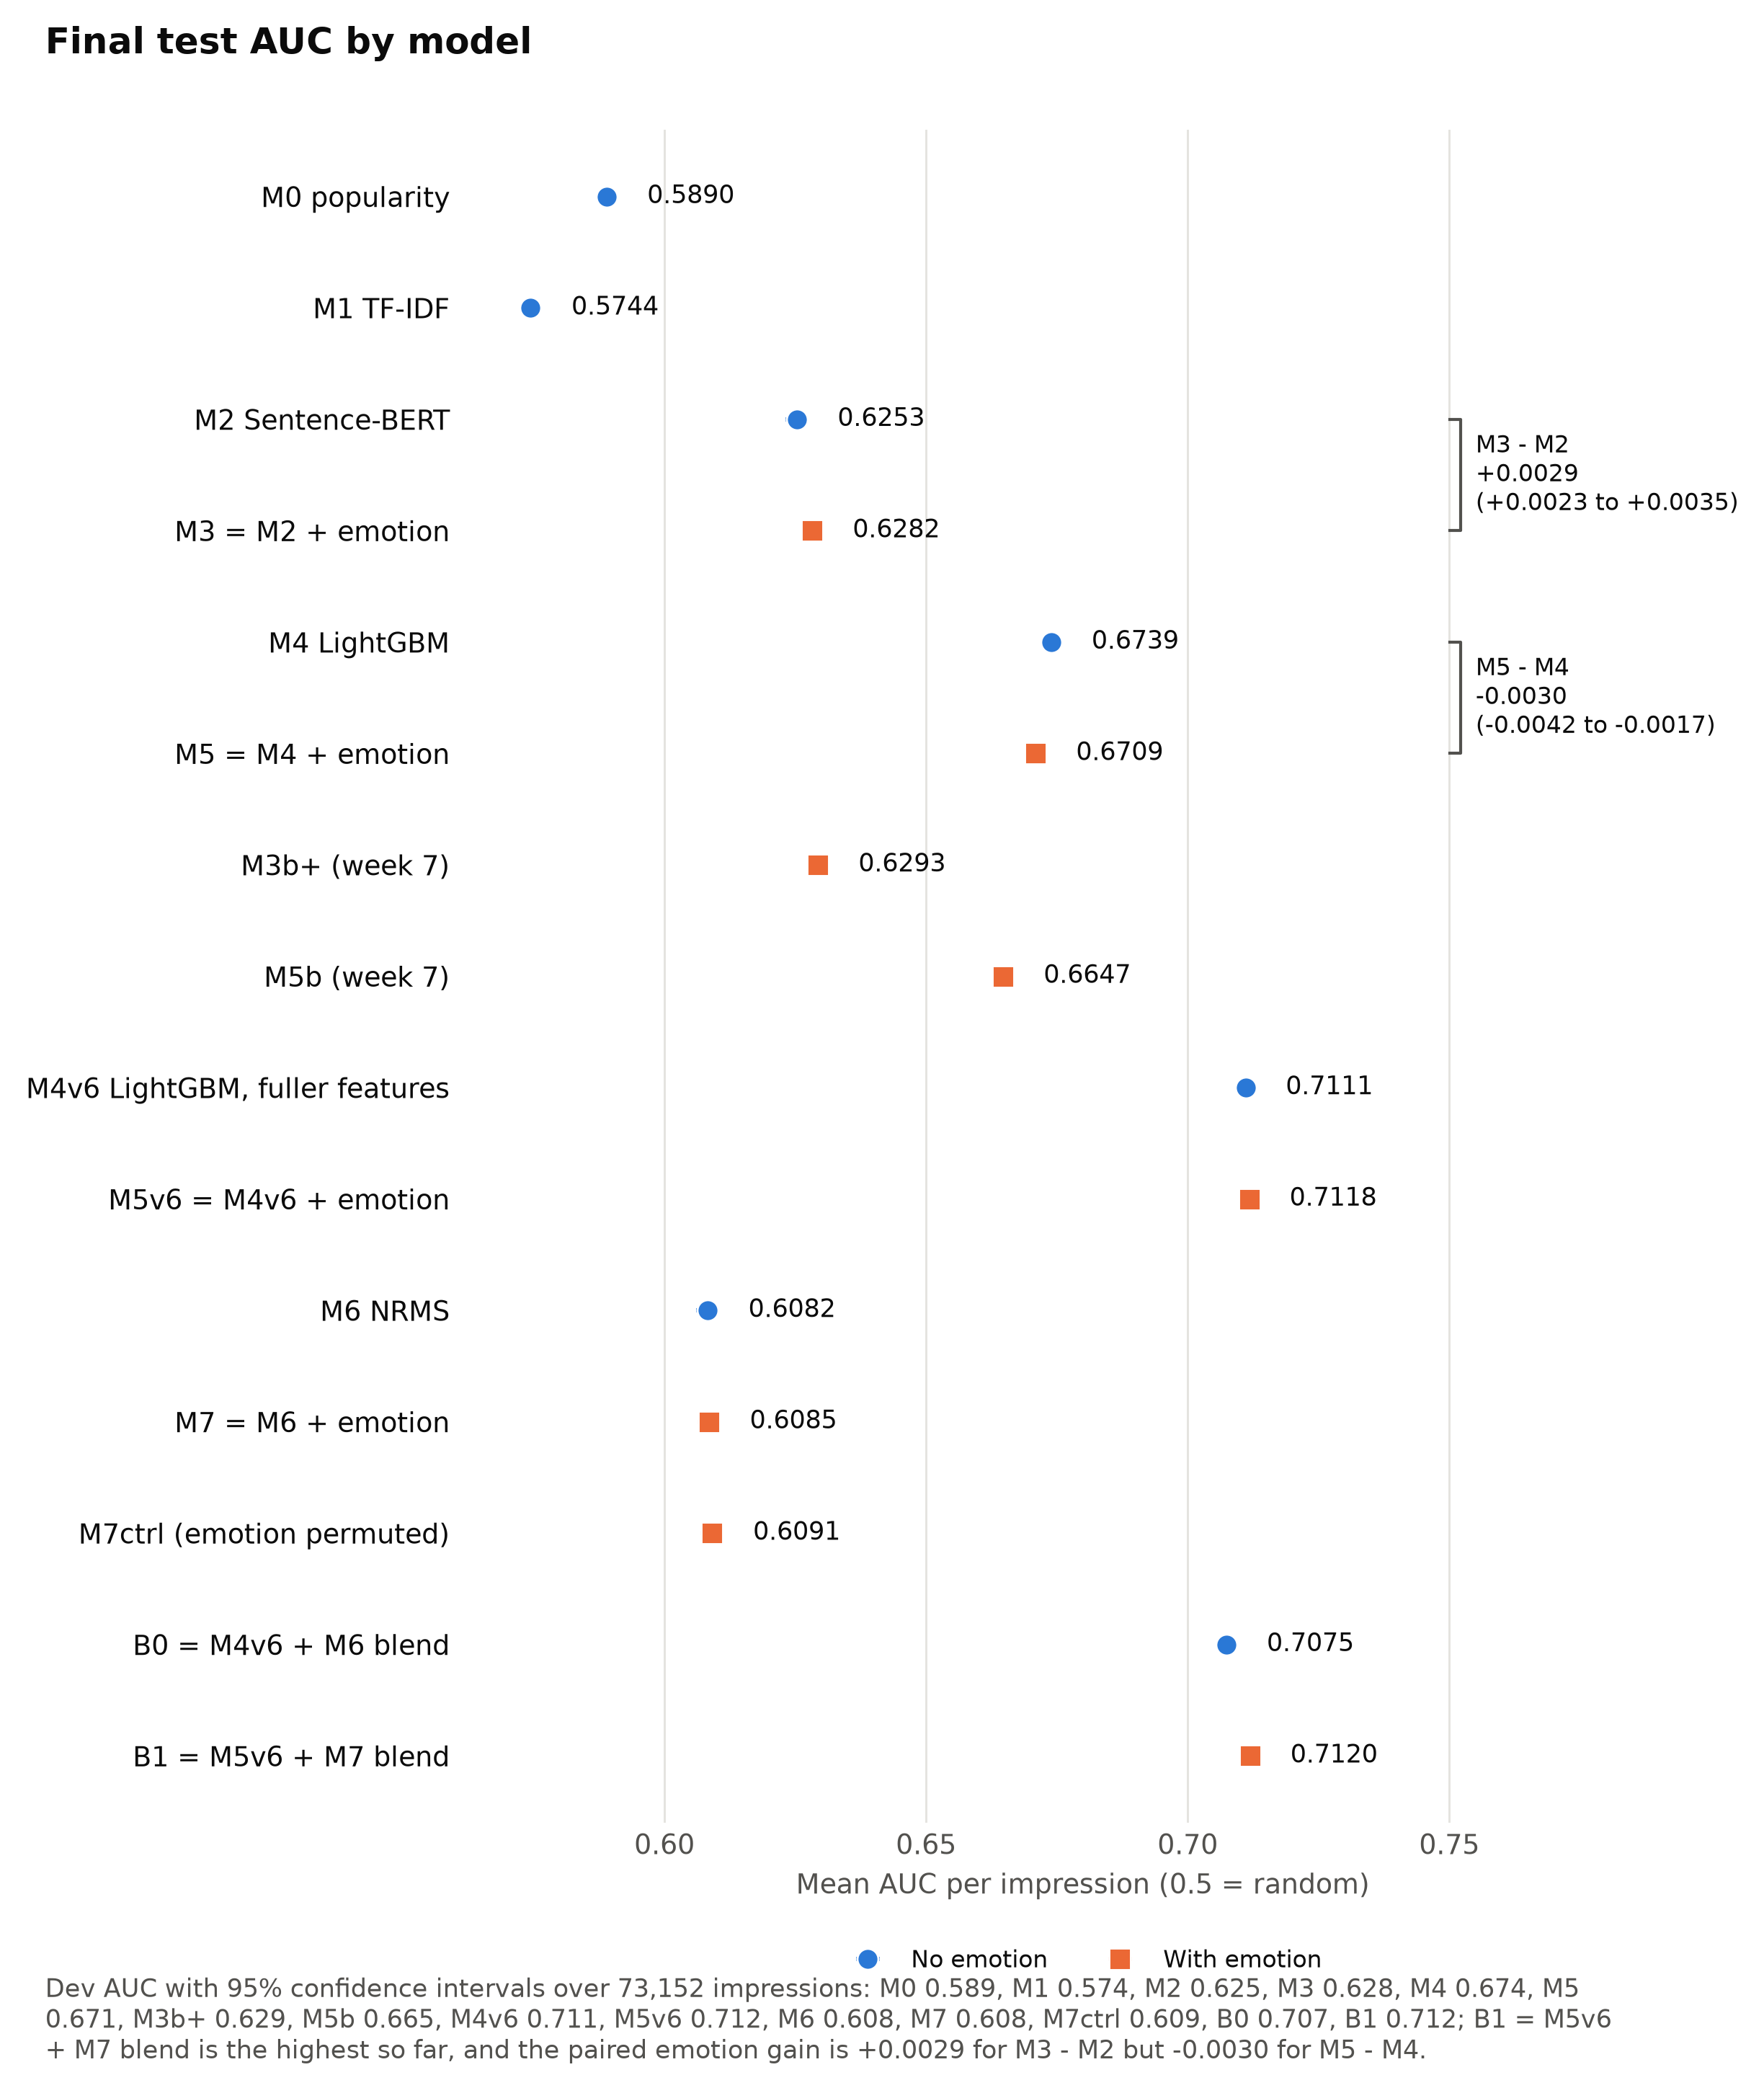 Final test AUC by model
M0 popularity
0.5890
M1 TF-IDF
0.5744
M2 Sentence-BERT
0.6253
M3 - M2
+0.0029
(+0.0023 to +0.0035)
M3 = M2 + emotion
0.6282
M4 LightGBM
0.6739
M5 - M4
-0.0030
(-0.0042 to -0.0017)
M5 = M4 + emotion
0.6709
M3b+ (week 7)
0.6293
M5b (week 7)
0.6647
M4v6 LightGBM, fuller features
0.7111
M5v6 = M4v6 + emotion
0.7118
M6 NRMS
0.6082
M7 = M6 + emotion
0.6085
M7ctrl (emotion permuted)
0.6091
B0 = M4v6 + M6 blend
0.7075
B1 = M5v6 + M7 blend
0.7120
0.60 0.65 0.70 0.75
Mean AUC per impression (0.5 = random)
No emotion With emotion
Dev AUC with 95% confidence intervals over 73,152 impressions: M0 0.589, M1 0.574, M2 0.625, M3 0.628, M4 0.674, M5
0.671, M3b+ 0.629, M5b 0.665, M4v6 0.711, M5v6 0.712, M6 0.608, M7 0.608, M7ctrl 0.609, B0 0.707, B1 0.712; B1 = M5v6
+ M7 blend is the highest so far, and the paired emotion gain is +0.0029 for M3 - M2 but -0.0030 for M5 - M4.